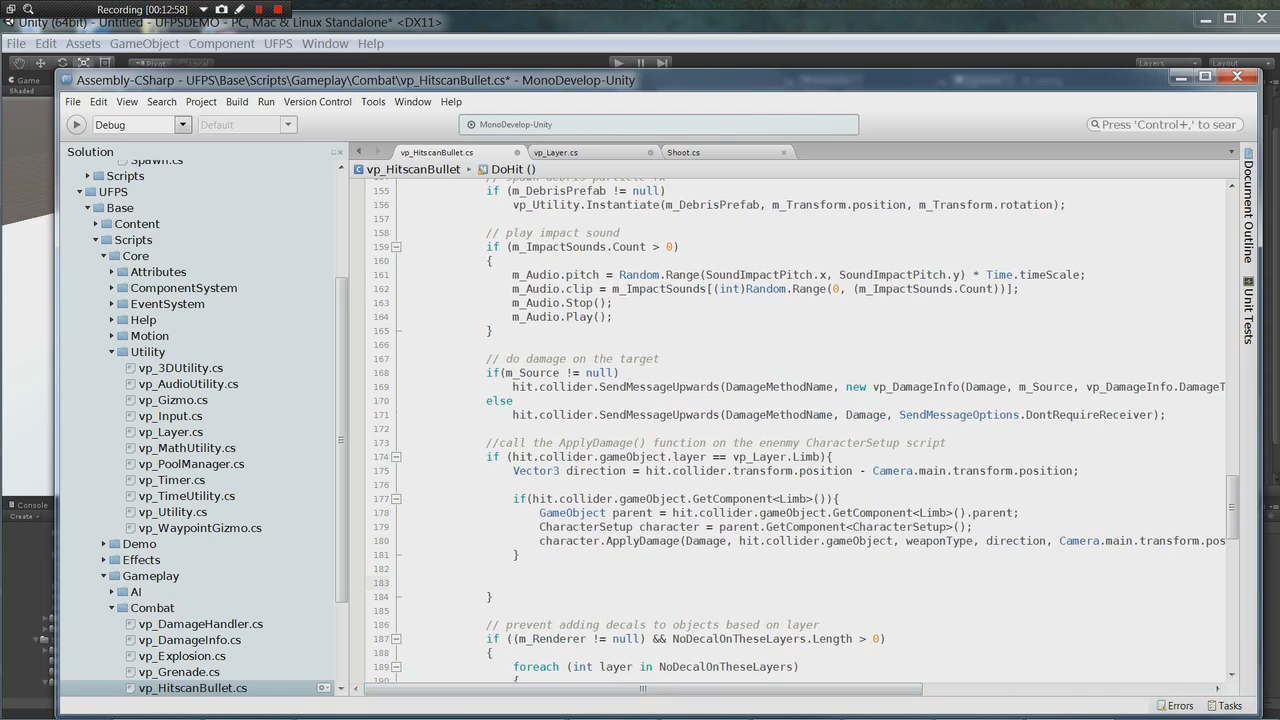 Recording [00:12:58]
Unity (64bit) - Untitled - UFPSDEMO - PC, Mac & Linux Standalone* <DX11>
File Edit Assets GameObject Component UFPS Window Help
Pivot Local Layers Layout
Game
Shaded
Assembly-CSharp - UFPS\Base\Scripts\Gameplay\Combat\vp_HitscanBullet.cs* - MonoDevelop-Unity
File Edit View Search Project Build Run Version Control Tools Window Help
Debug Default MonoDevelop-Unity Press 'Control+,' to sear
Solution
vp_HitscanBullet.cs vp_Layer.cs Shoot.cs
vp_HitscanBullet DoHit ()
Spawn.cs
Scripts
UFPS
Base
Content
Scripts
Core
Attributes
ComponentSystem
EventSystem
Help
Motion
Utility
vp_3DUtility.cs
vp_AudioUtility.cs
vp_Gizmo.cs
vp_Input.cs
vp_Layer.cs
vp_MathUtility.cs
vp_PoolManager.cs
vp_Timer.cs
vp_TimeUtility.cs
vp_Utility.cs
vp_WaypointGizmo.cs
Demo
Effects
Gameplay
AI
Combat
vp_DamageHandler.cs
vp_DamageInfo.cs
vp_Explosion.cs
vp_Grenade.cs
vp_HitscanBullet.cs
// spawn debris particle fx
155 if (m_DebrisPrefab != null)
156 vp_Utility.Instantiate(m_DebrisPrefab, m_Transform.position, m_Transform.rotation);
157
158 // play impact sound
159 if (m_ImpactSounds.Count > 0)
160 {
161 m_Audio.pitch = Random.Range(SoundImpactPitch.x, SoundImpactPitch.y) * Time.timeScale;
162 m_Audio.clip = m_ImpactSounds[(int)Random.Range(0, (m_ImpactSounds.Count))];
163 m_Audio.Stop();
164 m_Audio.Play();
165 }
166
167 // do damage on the target
168 if(m_Source != null)
169 hit.collider.SendMessageUpwards(DamageMethodName, new vp_DamageInfo(Damage, m_Source, vp_DamageInfo.DamageT
170 else
171 hit.collider.SendMessageUpwards(DamageMethodName, Damage, SendMessageOptions.DontRequireReceiver);
172
173 //call the ApplyDamage() function on the enenmy CharacterSetup script
174 if (hit.collider.gameObject.layer == vp_Layer.Limb){
175 Vector3 direction = hit.collider.transform.position - Camera.main.transform.position;
176
177 if(hit.collider.gameObject.GetComponent<Limb>()){
178 GameObject parent = hit.collider.gameObject.GetComponent<Limb>().parent;
179 CharacterSetup character = parent.GetComponent<CharacterSetup>();
180 character.ApplyDamage(Damage, hit.collider.gameObject, weaponType, direction, Camera.main.transform.pos
181 }
182
183
184 }
185
186 // prevent adding decals to objects based on layer
187 if ((m_Renderer != null) && NoDecalOnTheseLayers.Length > 0)
188 {
189 foreach (int layer in NoDecalOnTheseLayers)
{
Document Outline
Unit Tests
Console
Create
Errors Tasks